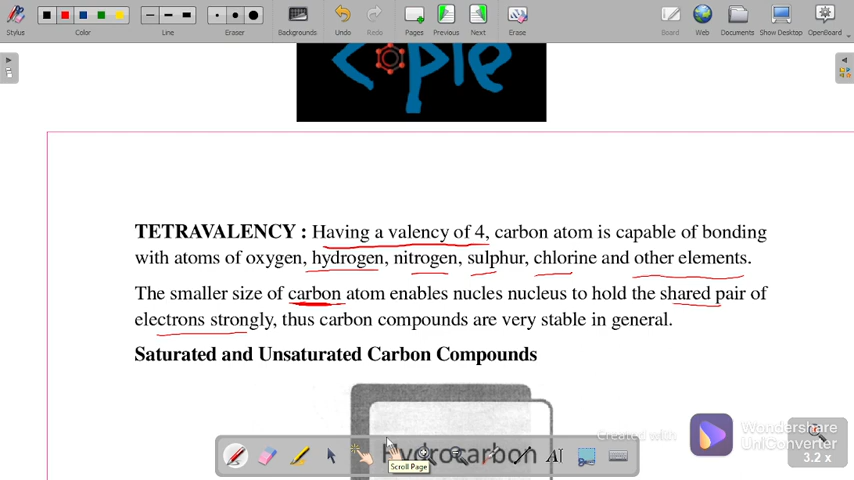 Stylus
Color
Line
Eraser
Backgrounds
Undo
Redo
Pages
Previous
Next
Erase
Board
Web
Documents
Show Desktop
OpenBoard
TETRAVALENCY : Having a valency of 4, carbon atom is capable of bonding
with atoms of oxygen, hydrogen, nitrogen, sulphur, chlorine and other elements.
The smaller size of carbon atom enables nucles nucleus to hold the shared pair of
electrons strongly, thus carbon compounds are very stable in general.
Saturated and Unsaturated Carbon Compounds
Hydrocarbon
Scroll Page
Created with
Wondershare
UniConverter
3.2 x